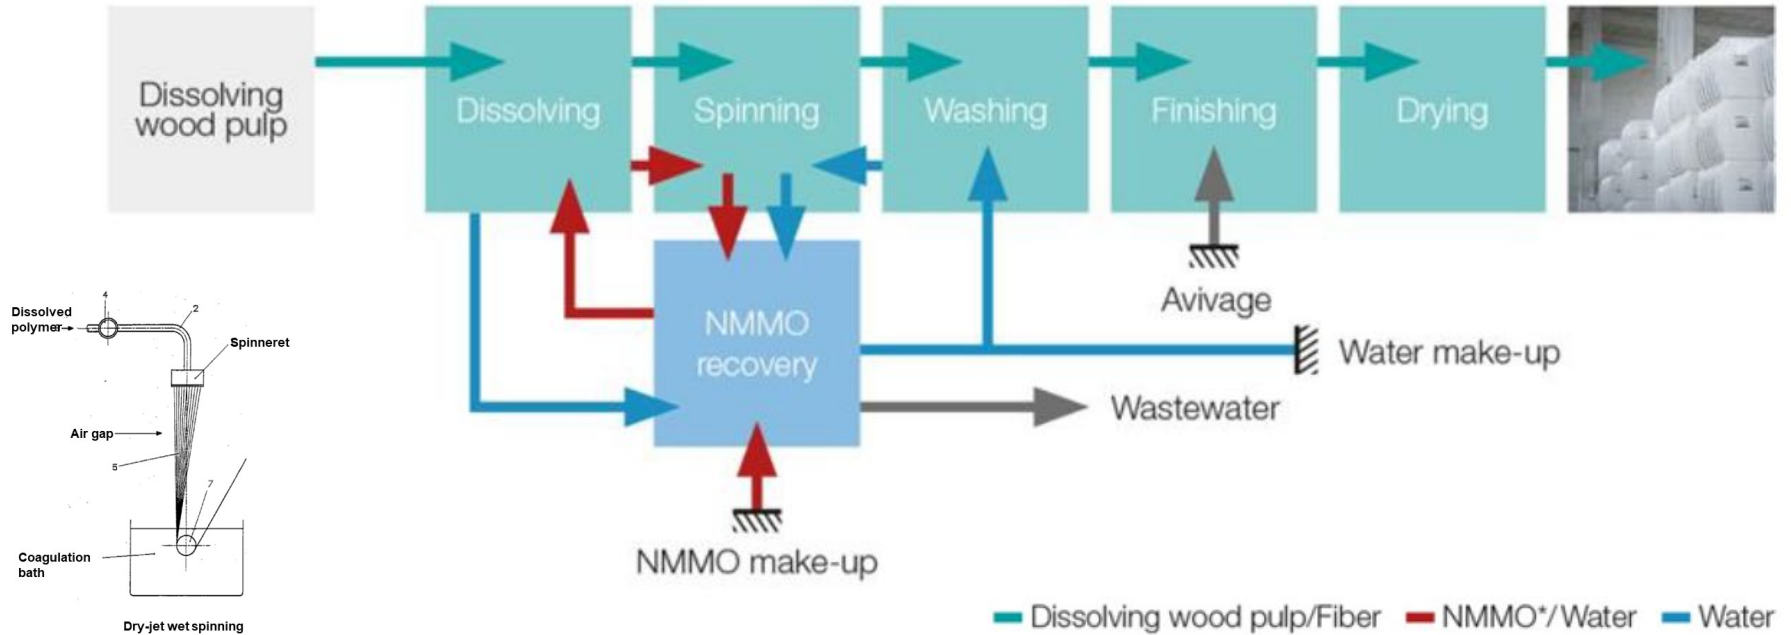 Dissolving
wood pulp
Dissolving
Spinning
Washing
Finishing
Drying
NMMO
recovery
Avivage
Water make-up
Wastewater
NMMO make-up
Dissolving wood pulp/Fiber
NMMO*/Water
Water
4
2
Dissolved
polymer
Spinneret
Air gap
5
7
Coagulation
bath
Dry-jet wet spinning